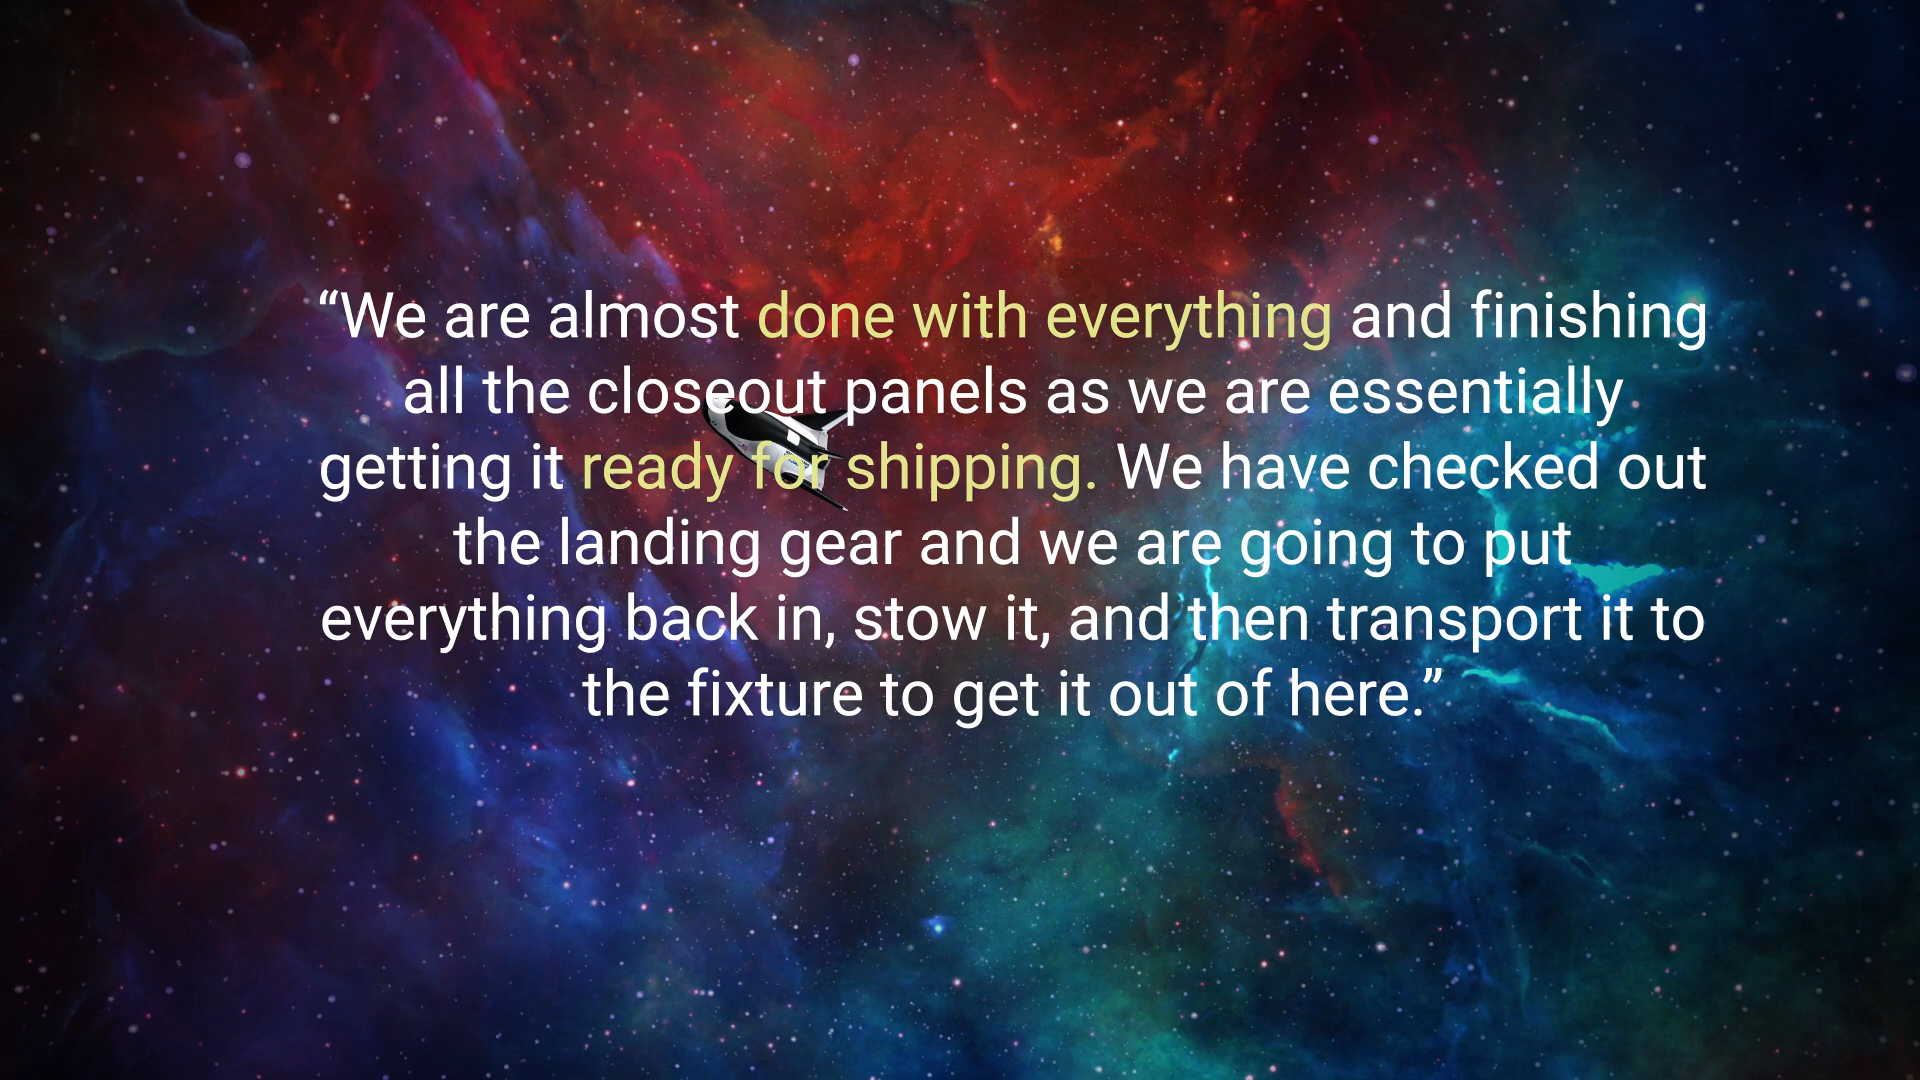 “We are almost done with everything and finishing
all the closeout panels as we are essentially
getting it ready for shipping. We have checked out
the landing gear and we are going to put
everything back in, stow it, and then transport it to
the fixture to get it out of here.”